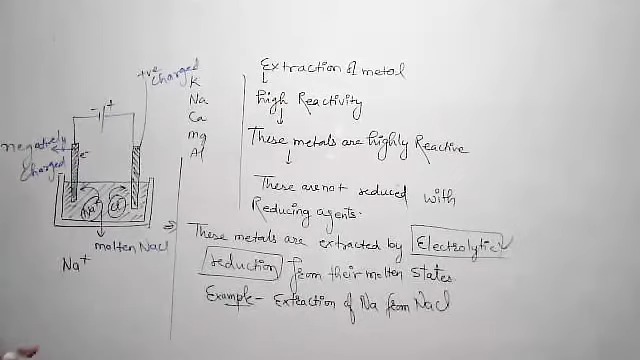 +ve charged
- +
negatively charged
e-
Na+
Cl-
molten Nacl
Na+
K
Na
Ca
Mg
Al
Extraction of metal
high Reactivity
These metals are highly Reactive
These are not reduced with
Reducing agents.
These metals are extracted by Electrolytic
reduction from their molten states.
Example - Extraction of Na from Nacl